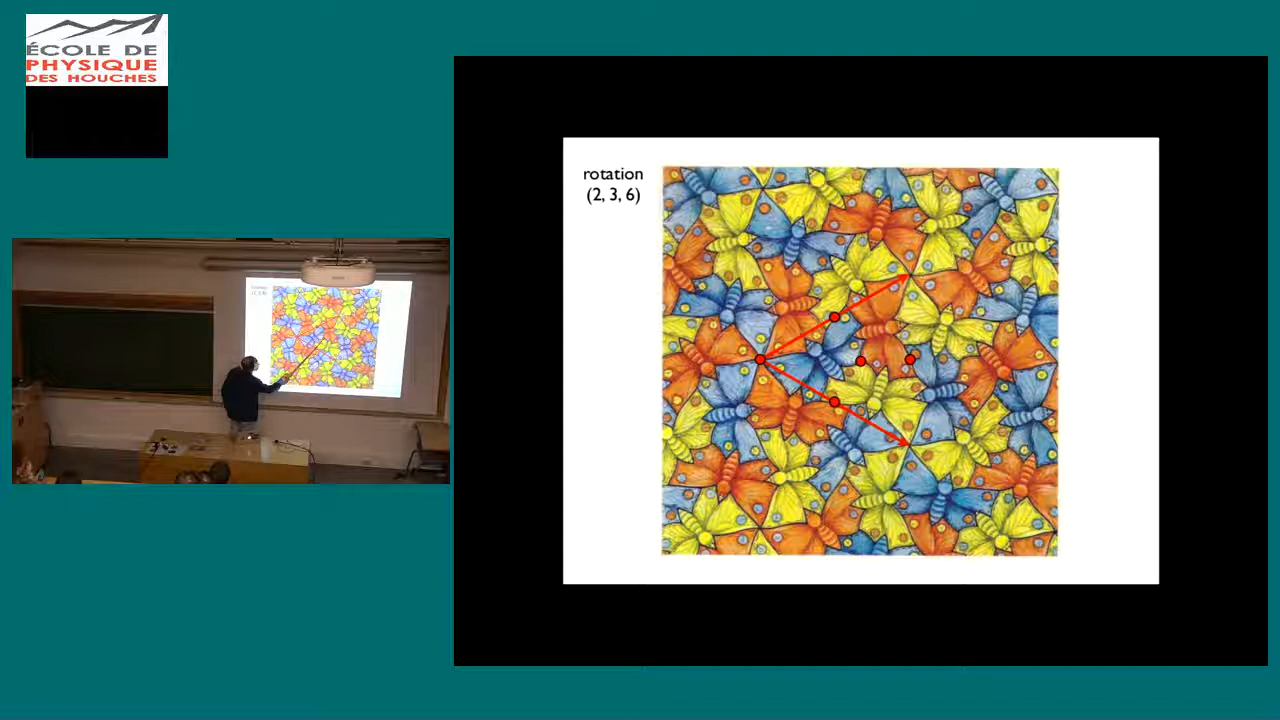 ÉCOLE DE
PHYSIQUE
DES HOUCHES
rotation
(2, 3, 6)